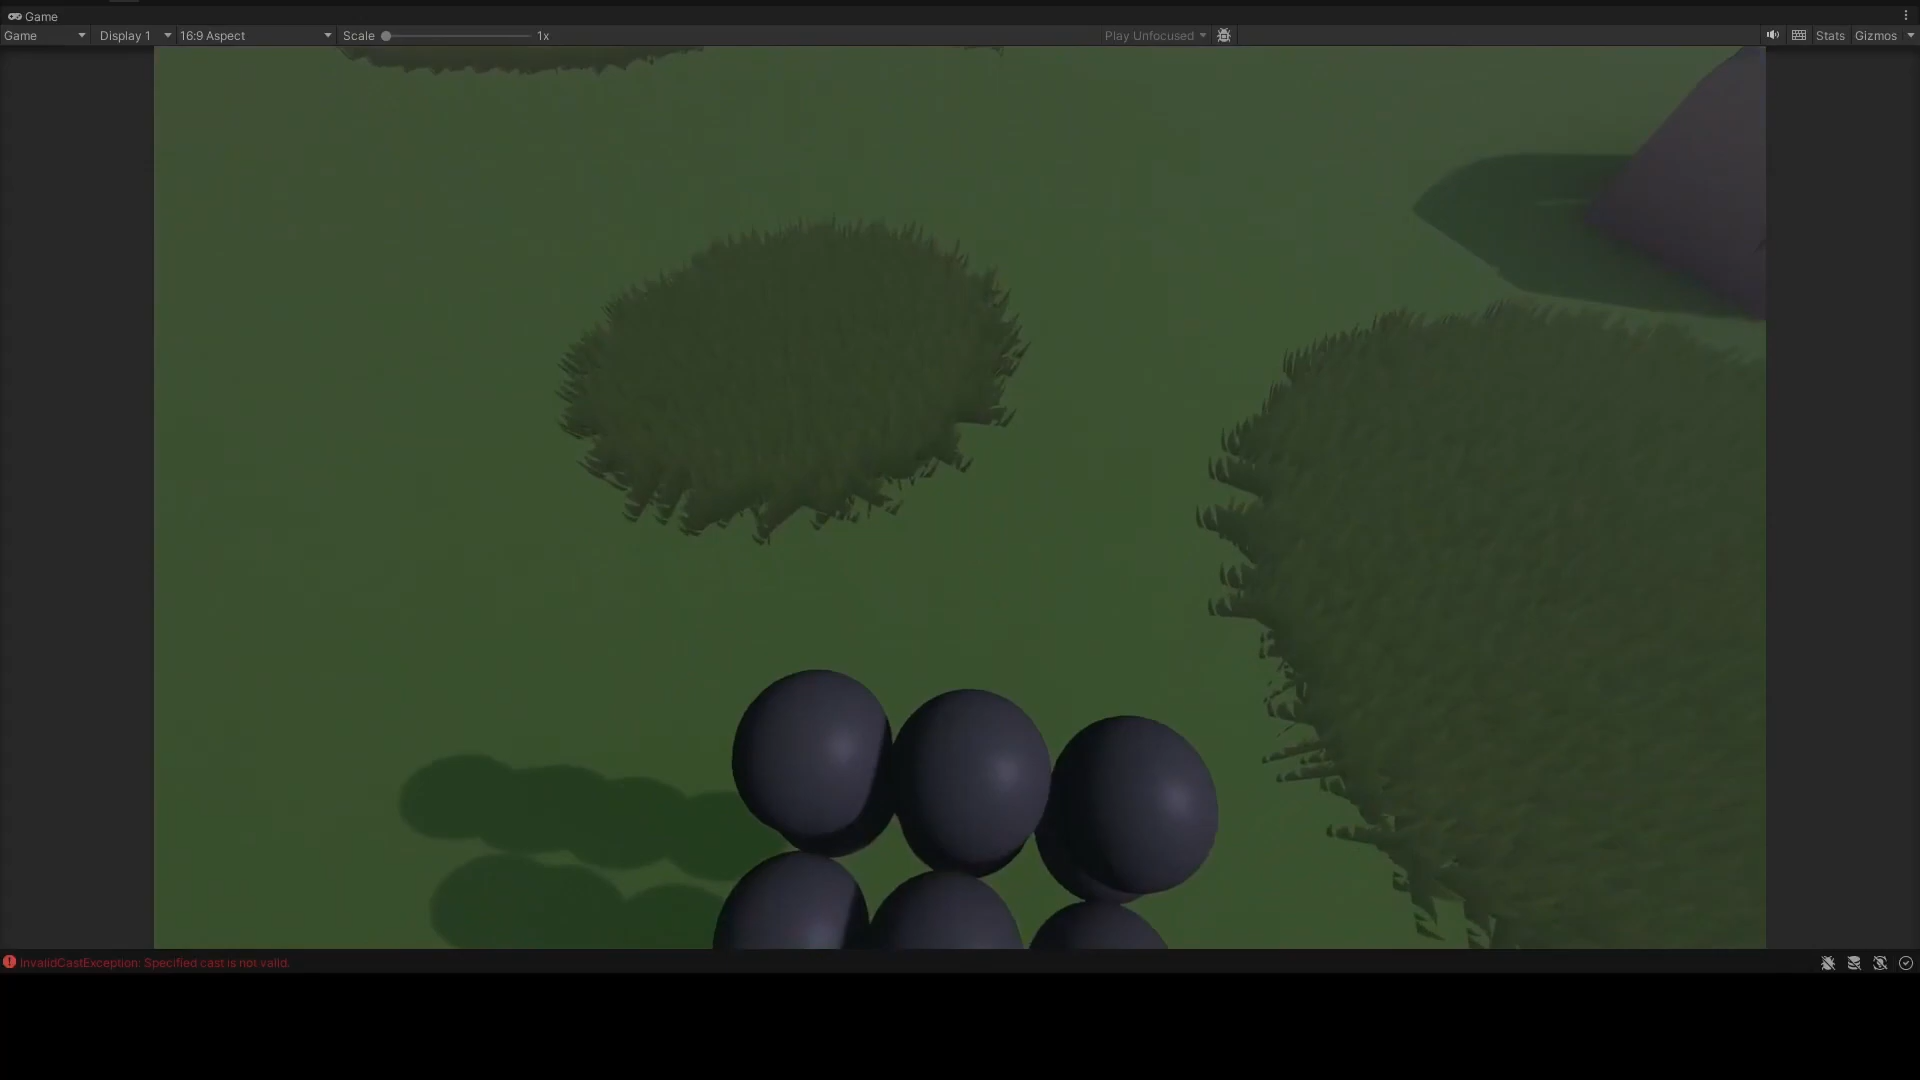 Game
Game Display 1 16:9 Aspect Scale 1x Play Unfocused Stats Gizmos
InvalidCastException: Specified cast is not valid.